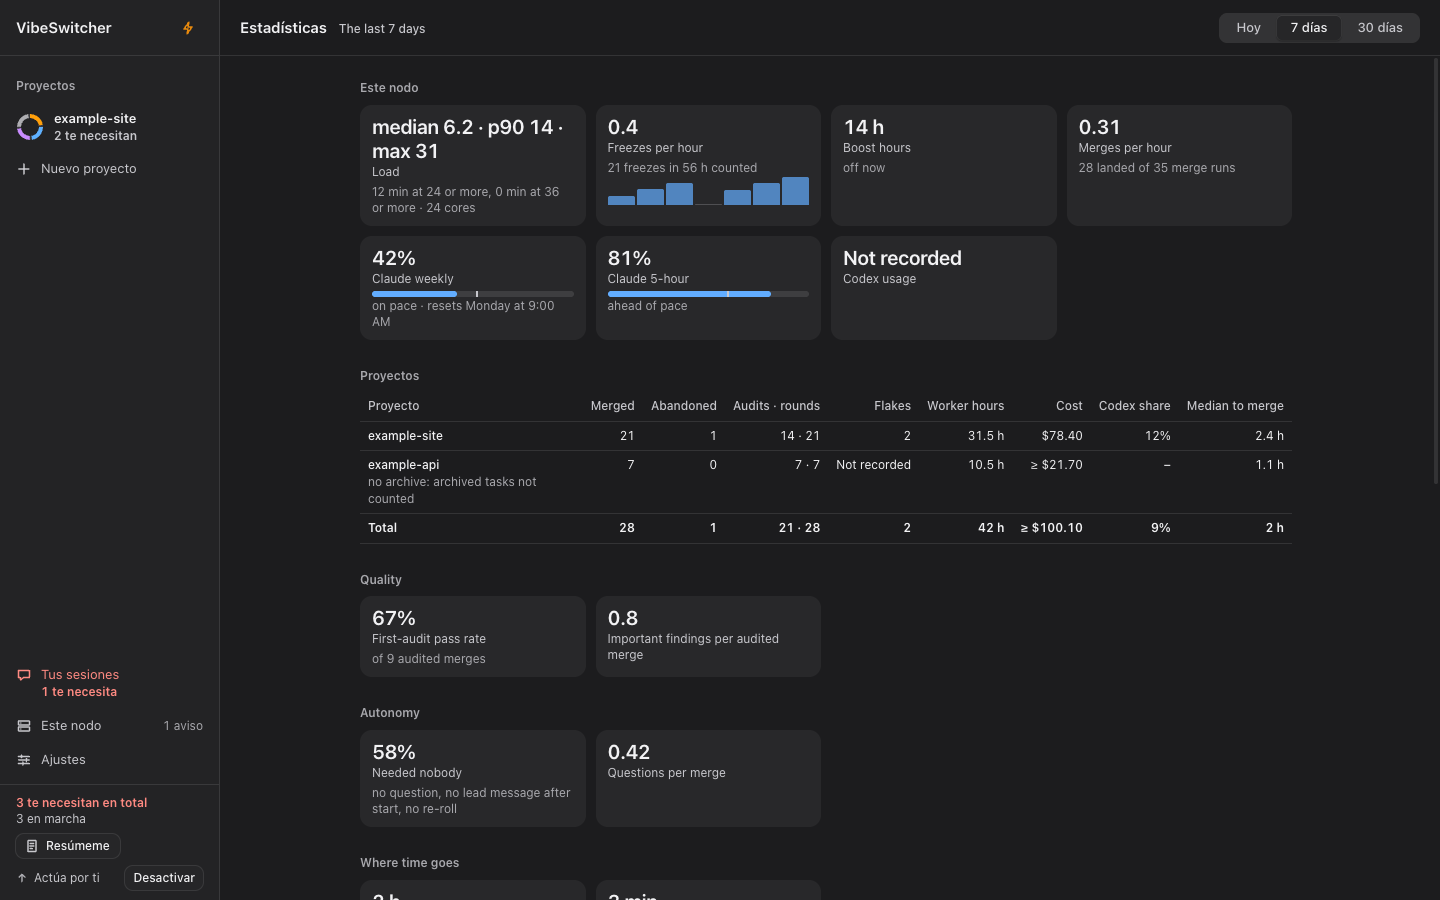 VibeSwitcher
Proyectos
example-site
2 te necesitan
Nuevo proyecto
Tus sesiones
1 te necesita
Este nodo
1 aviso
Ajustes
3 te necesitan en total
3 en marcha
Resúmeme
Actúa por ti
Desactivar
Estadísticas The last 7 days
Hoy 7 días 30 días
Este nodo
median 6.2 · p90 14 ·
max 31
Load
12 min at 24 or more, 0 min at 36
or more · 24 cores
0.4
Freezes per hour
21 freezes in 56 h counted
14 h
Boost hours
off now
0.31
Merges per hour
28 landed of 35 merge runs
42%
Claude weekly
on pace · resets Monday at 9:00
AM
81%
Claude 5-hour
ahead of pace
Not recorded
Codex usage
Proyectos
Proyecto Merged Abandoned Audits · rounds Flakes Worker hours Cost Codex share Median to merge
example-site 21 1 14 · 21 2 31.5 h $78.40 12% 2.4 h
example-api 7 0 7 · 7 Not recorded 10.5 h ≥ $21.70 – 1.1 h
no archive: archived tasks not
counted
Total 28 1 21 · 28 2 42 h ≥ $100.10 9% 2 h
Quality
67%
First-audit pass rate
of 9 audited merges
0.8
Important findings per audited
merge
Autonomy
58%
Needed nobody
no question, no lead message after
start, no re-roll
0.42
Questions per merge
Where time goes